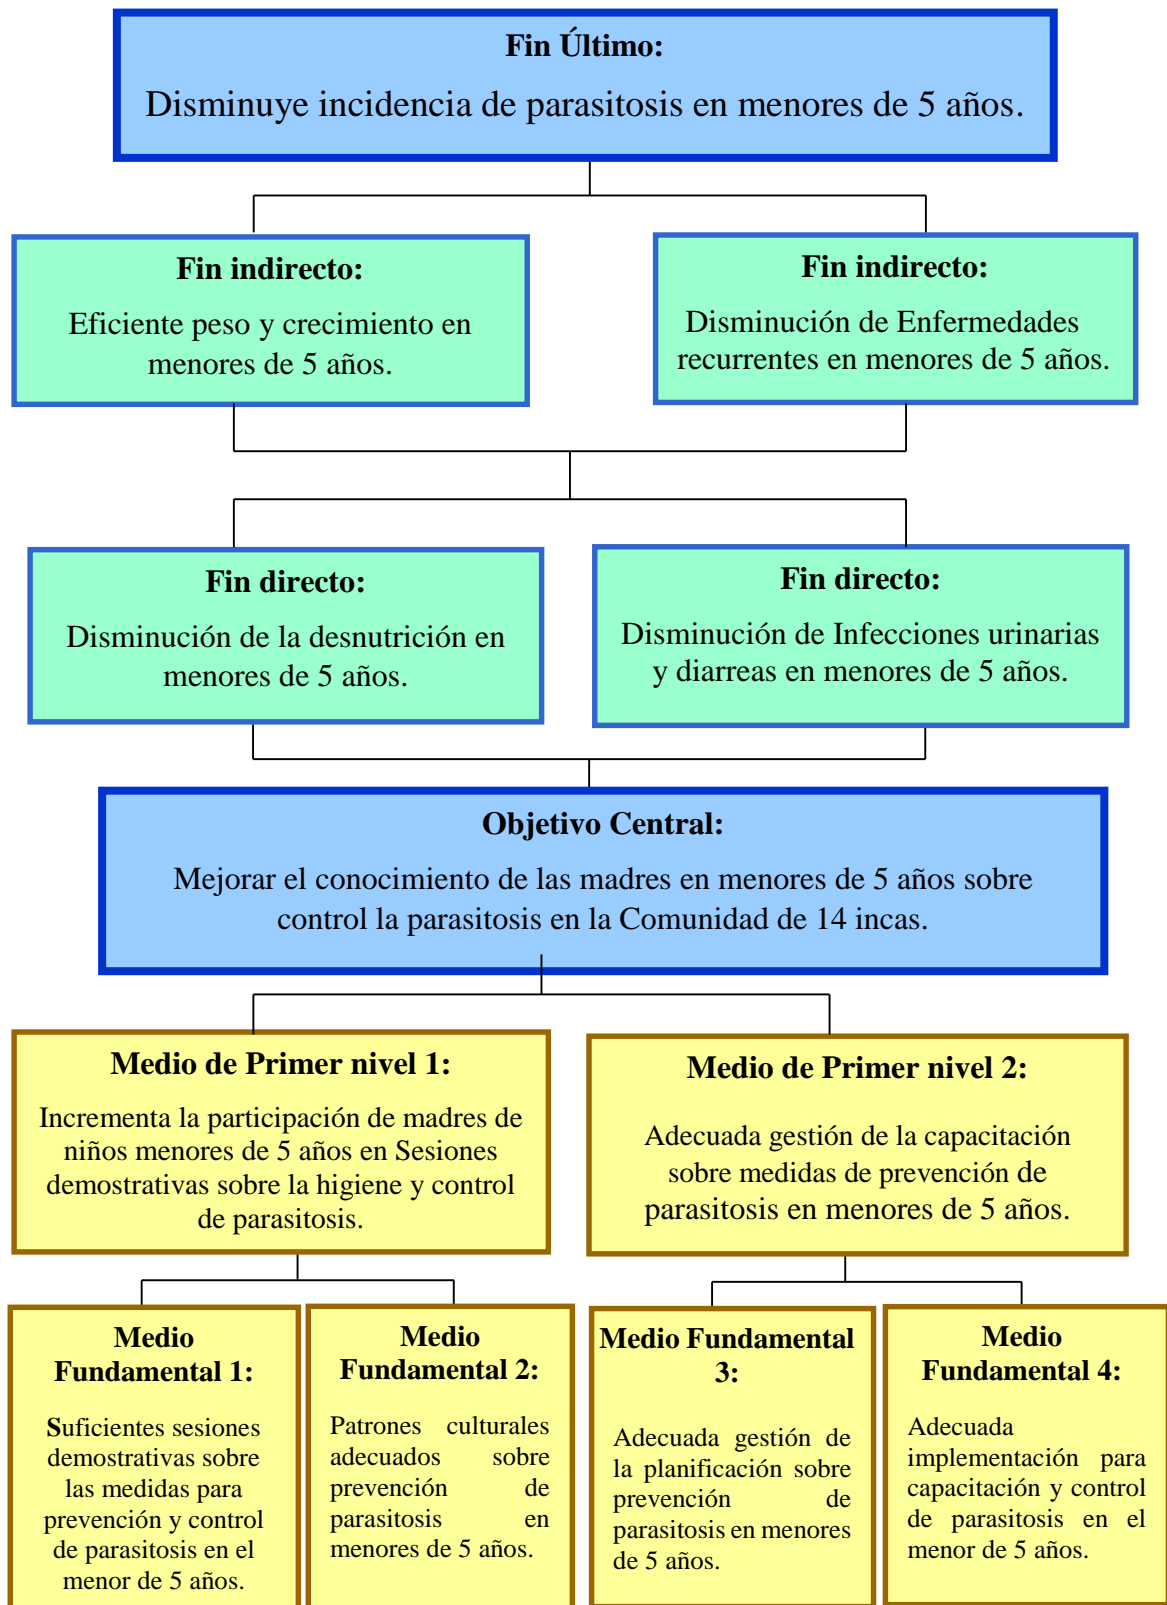 Fin Último:
Disminuye incidencia de parasitosis en menores de 5 años.
Fin indirecto:
Eficiente peso y crecimiento en
menores de 5 años.
Fin indirecto:
Disminución de Enfermedades
recurrentes en menores de 5 años.
Fin directo:
Disminución de la desnutrición en
menores de 5 años.
Fin directo:
Disminución de Infecciones urinarias
y diarreas en menores de 5 años.
Objetivo Central:
Mejorar el conocimiento de las madres en menores de 5 años sobre
control la parasitosis en la Comunidad de 14 incas.
Medio de Primer nivel 1:
Incrementa la participación de madres de
niños menores de 5 años en Sesiones
demostrativas sobre la higiene y control
de parasitosis.
Medio de Primer nivel 2:
Adecuada gestión de la capacitación
sobre medidas de prevención de
parasitosis en menores de 5 años.
Medio
Fundamental 1:
Suficientes sesiones
demostrativas sobre
las medidas para
prevención y control
de parasitosis en el
menor de 5 años.
Medio
Fundamental 2:
Patrones culturales
adecuados sobre
prevención de
parasitosis en
menores de 5 años.
Medio Fundamental
3:
Adecuada gestión de
la planificación sobre
prevención de
parasitosis en menores
de 5 años.
Medio
Fundamental 4:
Adecuada
implementación para
capacitación y control
de parasitosis en el
menor de 5 años.